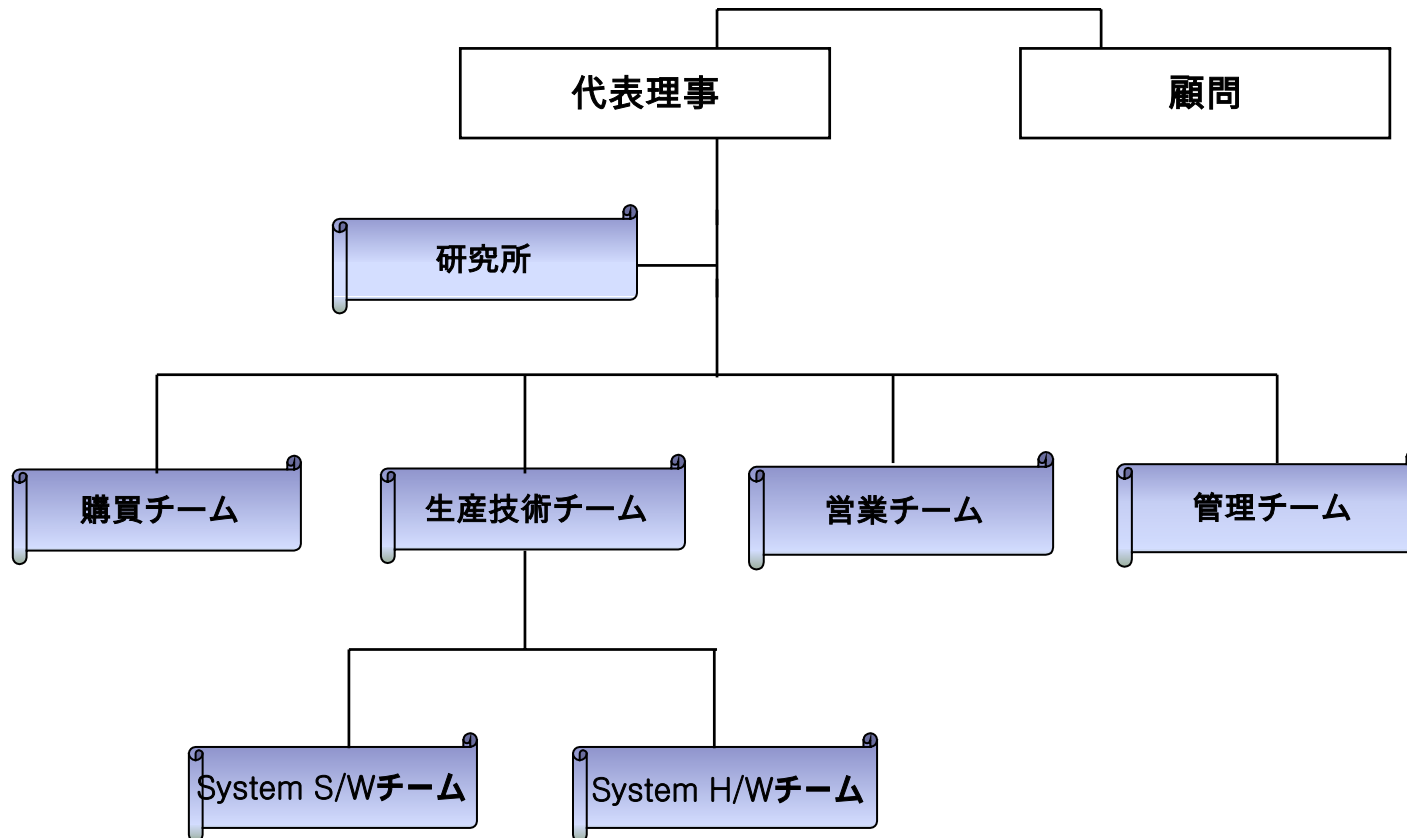 代表理事
顧問
研究所
購買チーム
生産技術チーム
営業チーム
管理チーム
System S/Wチーム
System H/Wチーム